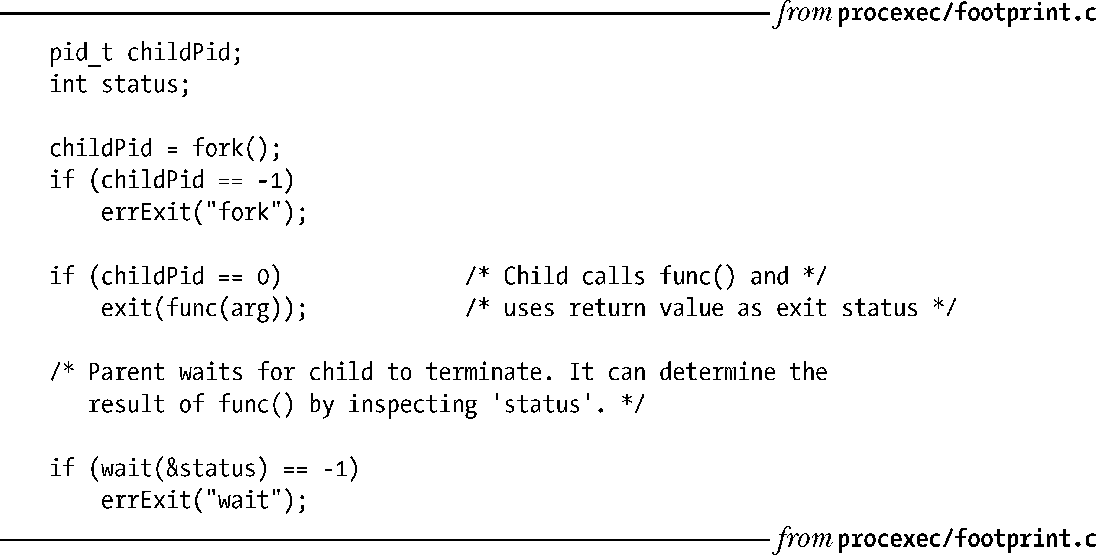 from procexec/footprint.c
pid_t childPid;
int status;
childPid = fork();
if (childPid == -1)
errExit("fork");
if (childPid == 0) /* Child calls func() and */
exit(func(arg)); /* uses return value as exit status */
/* Parent waits for child to terminate. It can determine the
result of func() by inspecting 'status'. */
if (wait(&status) == -1)
errExit("wait");
from procexec/footprint.c